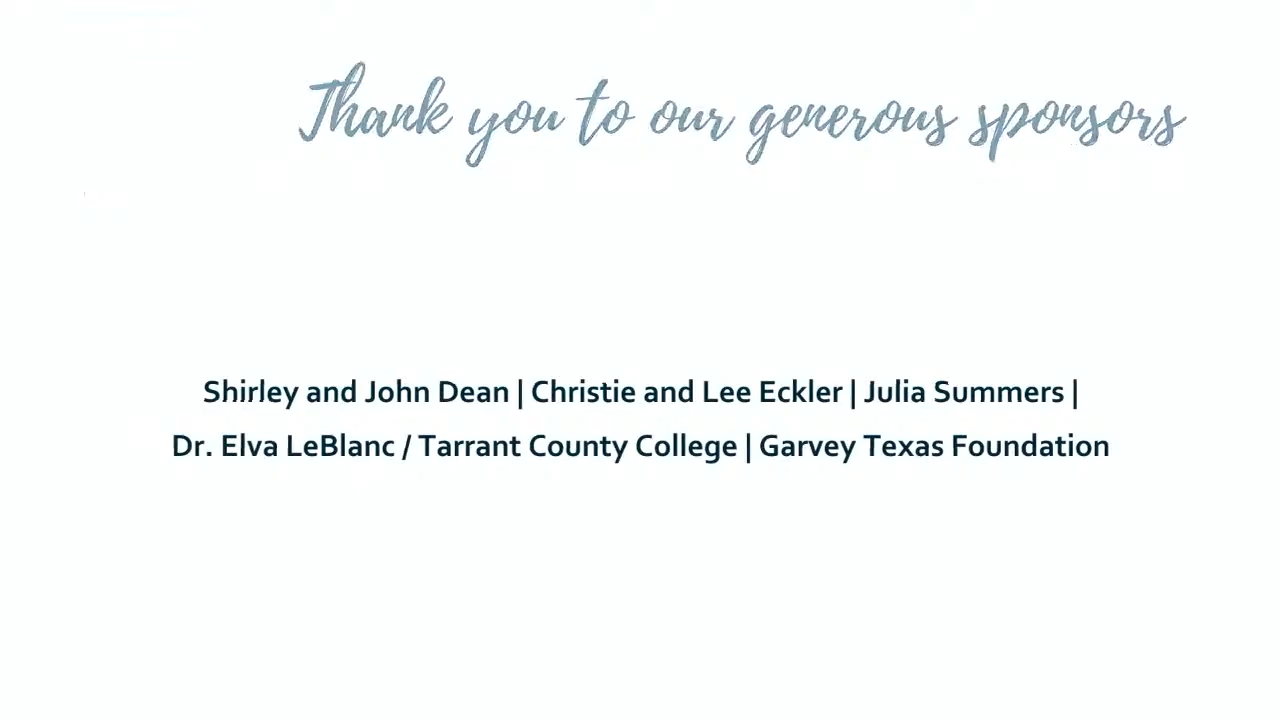 Thank you to our generous sponsors
Shirley and John Dean | Christie and Lee Eckler | Julia Summers |
Dr. Elva LeBlanc / Tarrant County College | Garvey Texas Foundation